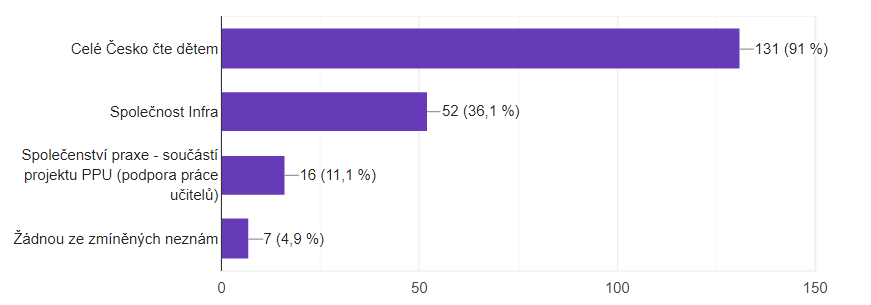 Celé Česko čte dětem
131 (91 %)
Společnost Infra
52 (36,1 %)
Společenství praxe - součástí
projektu PPU (podpora práce
učitelů)
16 (11,1 %)
Žádnou ze zmíněných neznám
7 (4,9 %)
0 50 100 150